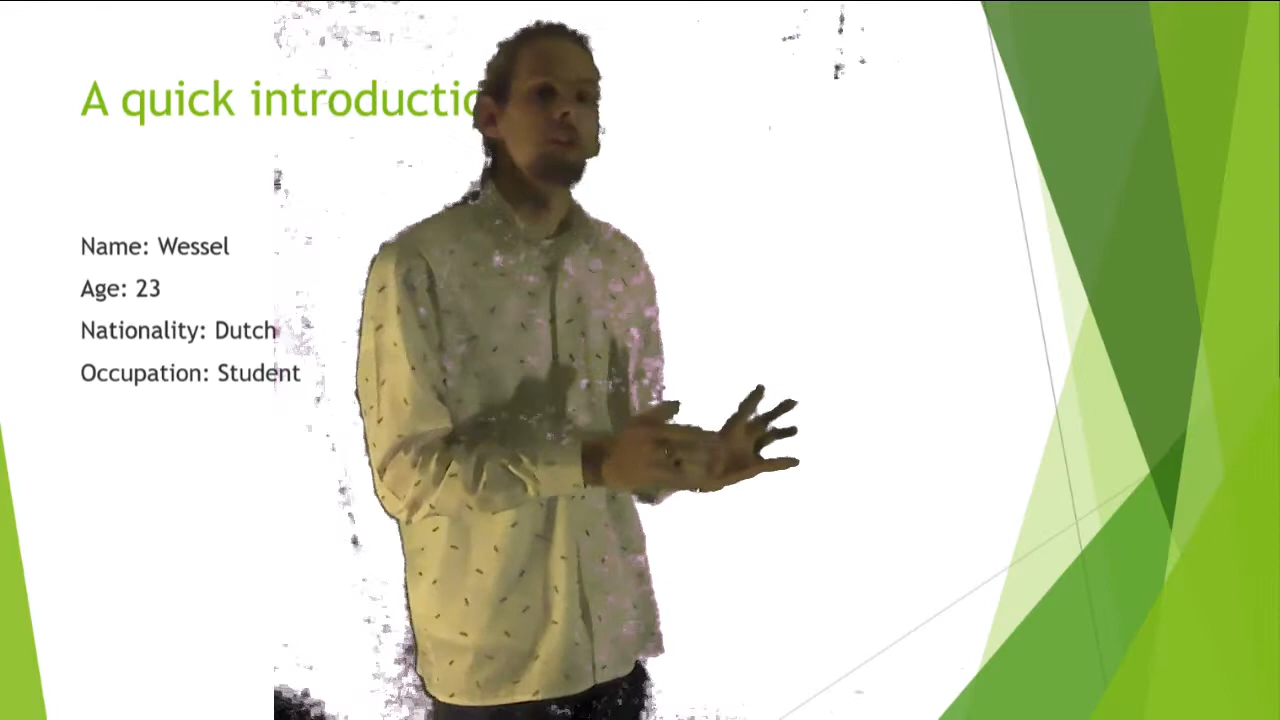 A quick introductio
Name: Wessel
Age: 23
Nationality: Dutch
Occupation: Student